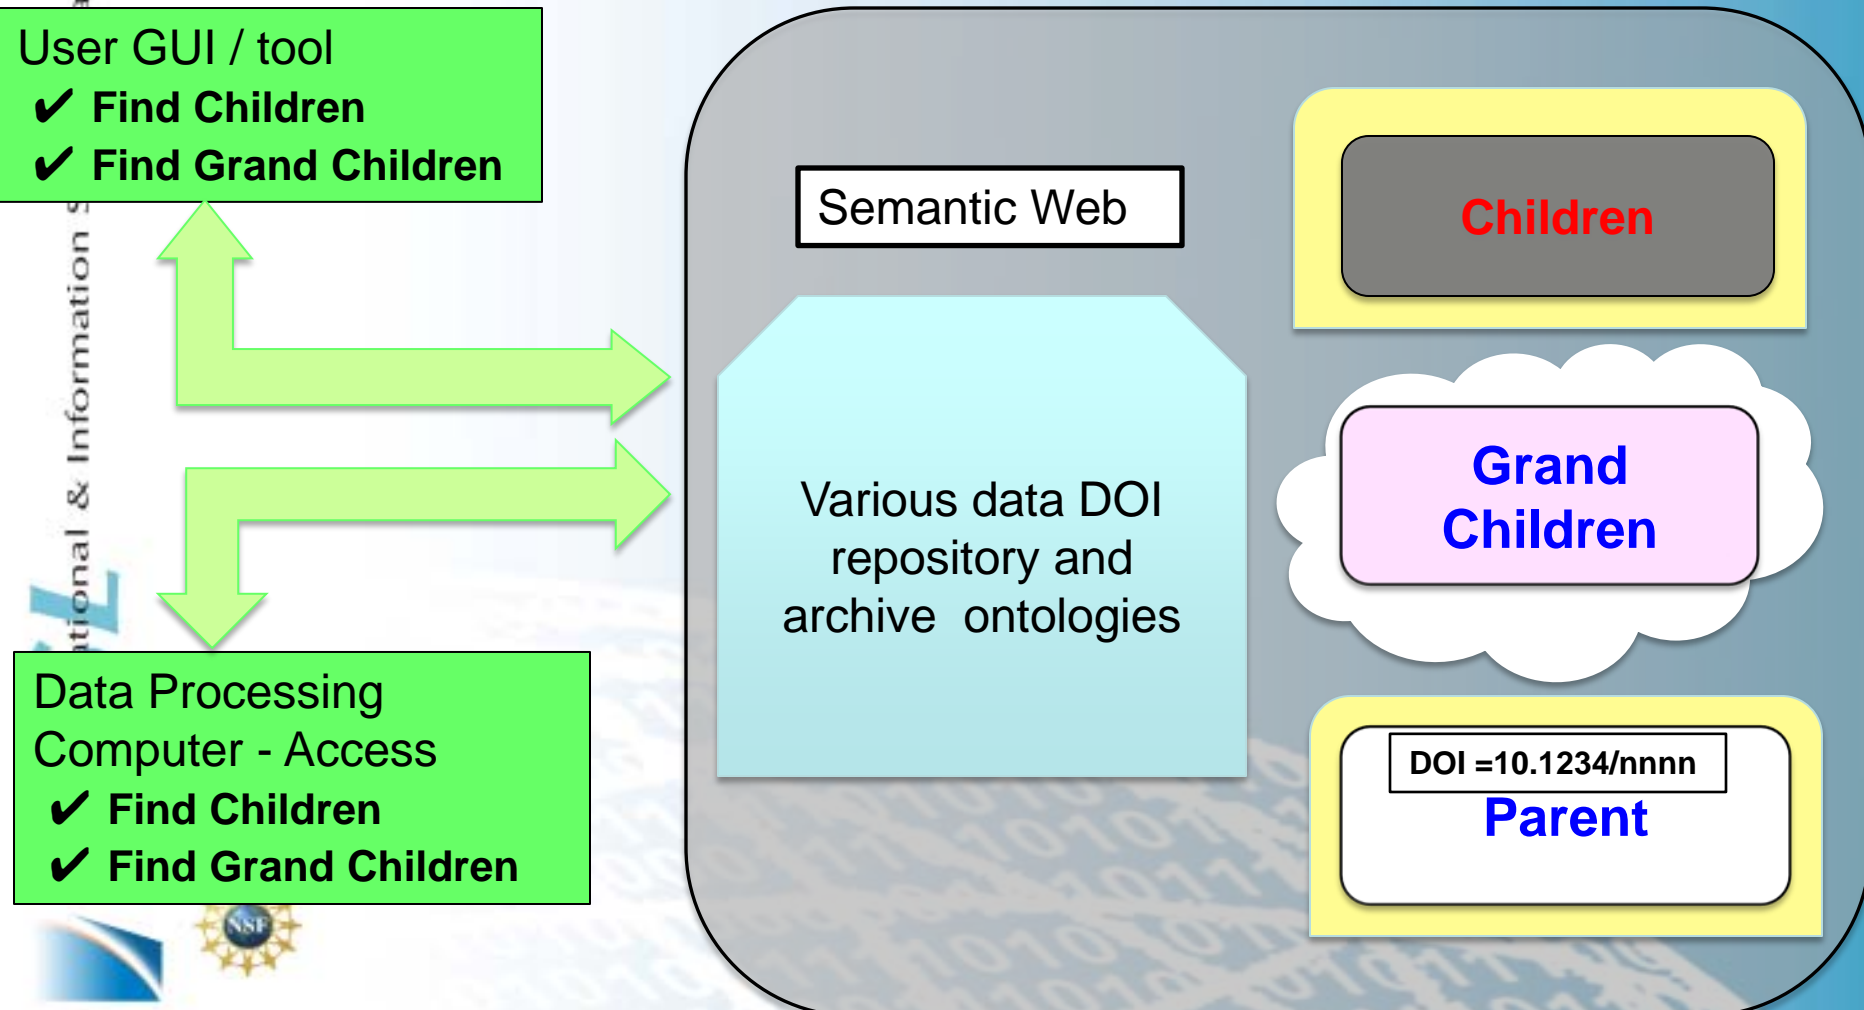 User GUI / tool
✔ Find Children
✔ Find Grand Children
Data Processing
Computer - Access
✔ Find Children
✔ Find Grand Children
Semantic Web
Various data DOI
repository and
archive ontologies
Children
Grand
Children
DOI =10.1234/nnnn
Parent
& Information
NSF